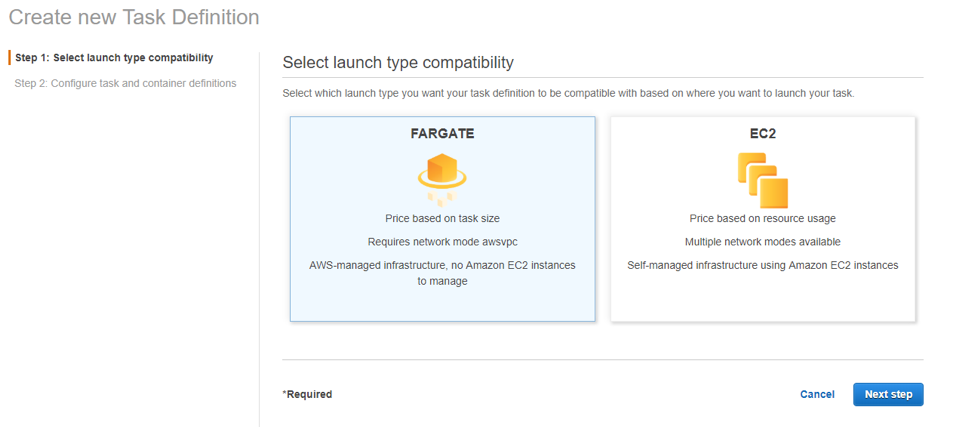 Create new Task Definition
Step 1: Select launch type compatibility
Step 2: Configure task and container definitions
Select launch type compatibility
Select which launch type you want your task definition to be compatible with based on where you want to launch your task.
FARGATE
Price based on task size
Requires network mode awsvpc
AWS-managed infrastructure, no Amazon EC2 instances
to manage
EC2
Price based on resource usage
Multiple network modes available
Self-managed infrastructure using Amazon EC2 instances
*Required
Cancel
Next step